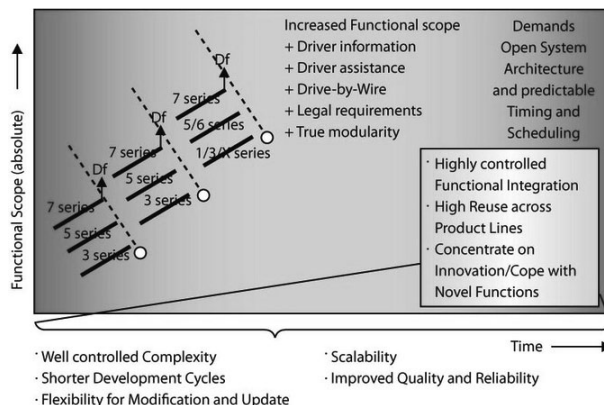 Functional Scope (absolute)
Df
7 series
5/6 series
1/3/X series
Df
7 series
5 series
3 series
Df
7 series
5 series
3 series
Increased Functional scope
+ Driver information
+ Driver assistance
+ Drive-by-Wire
+ Legal requirements
+ True modularity
Demands
Open System
Architecture
and predictable
Timing and
Scheduling
· Highly controlled
Functional Integration
· High Reuse across
Product Lines
· Concentrate on
Innovation/Cope with
Novel Functions
Time
· Well controlled Complexity
· Shorter Development Cycles
· Flexibility for Modification and Update
· Scalability
· Improved Quality and Reliability